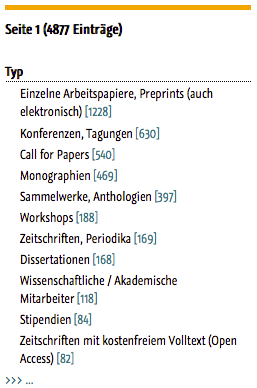 Seite 1 (4877 Einträge)
Typ
Einzelne Arbeitspapiere, Preprints (auch
elektronisch) [1228]
Konferenzen, Tagungen [630]
Call for Papers [540]
Monographien [469]
Sammelwerke, Anthologien [397]
Workshops [188]
Zeitschriften, Periodika [169]
Dissertationen [168]
Wissenschaftliche / Akademische
Mitarbeiter [118]
Stipendien [84]
Zeitschriften mit kostenfreiem Volltext (Open
Access) [82]
>>> ...